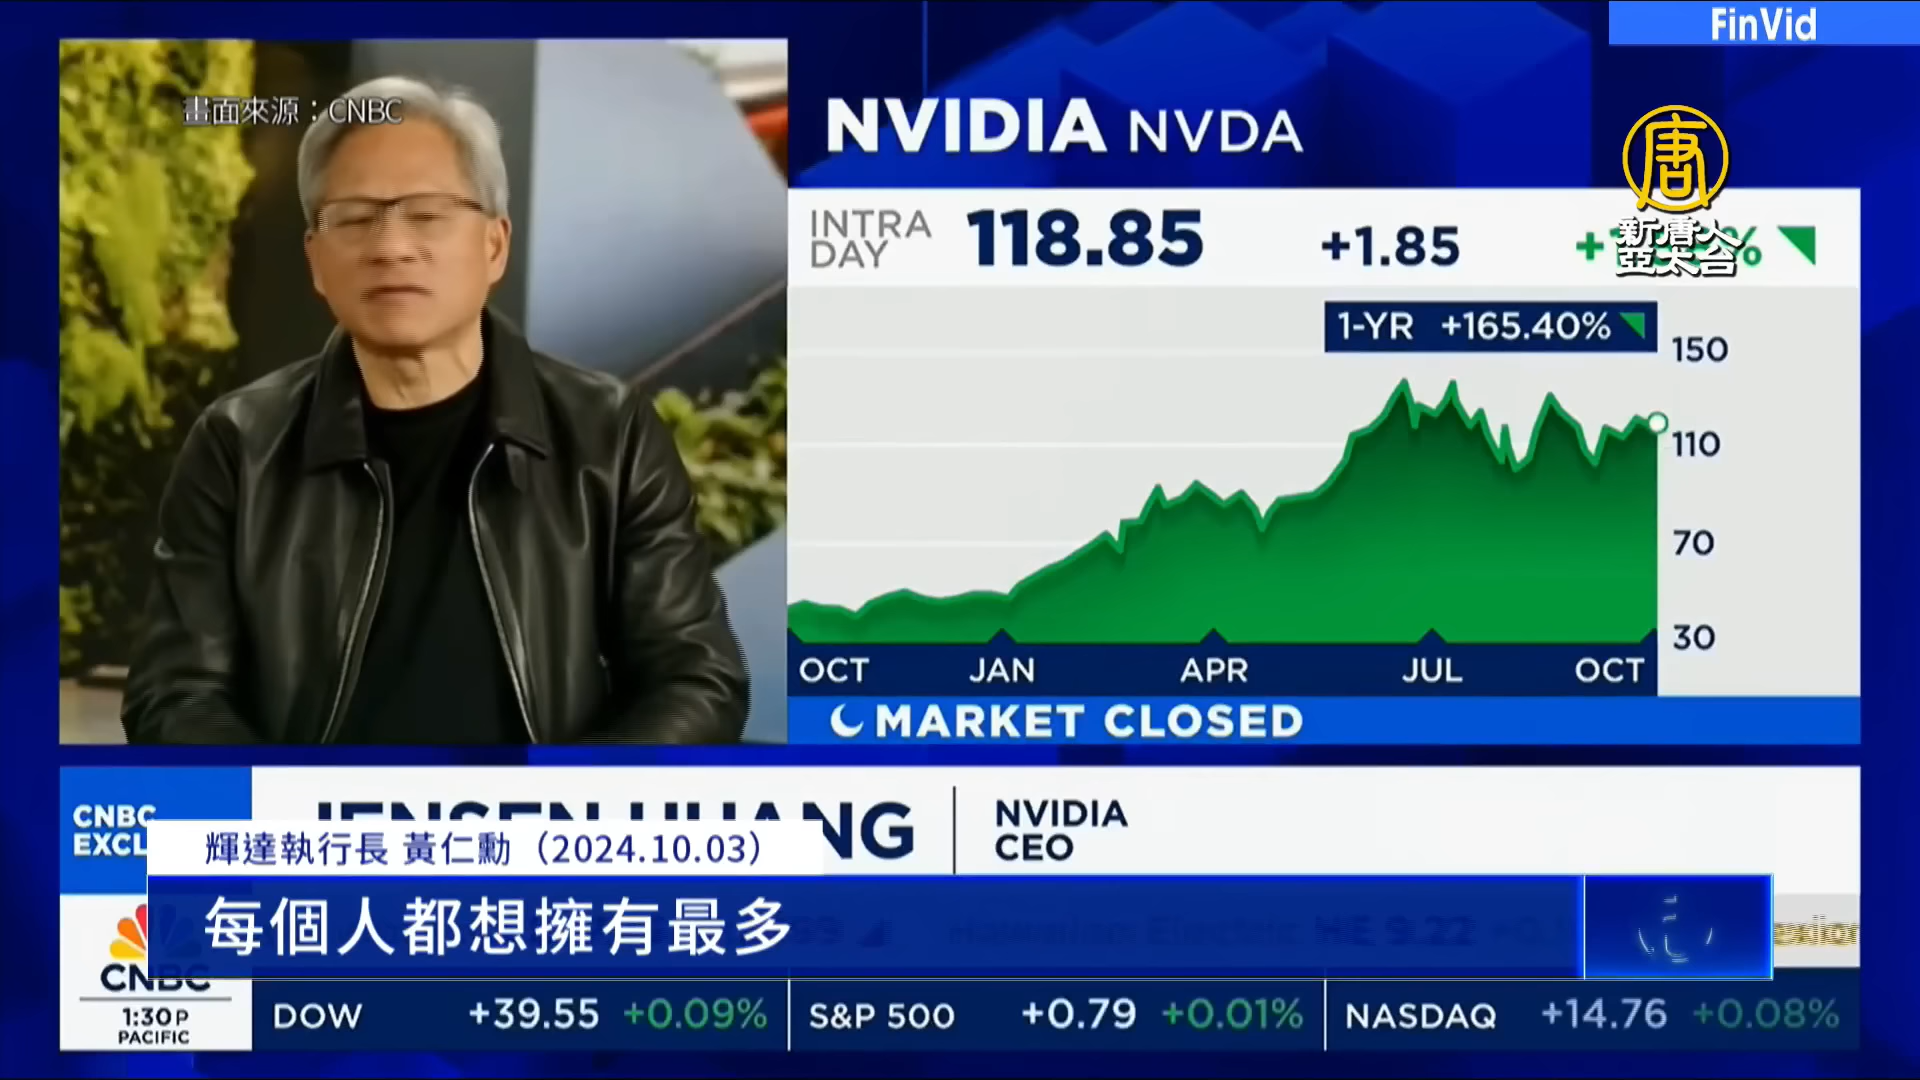 FinVid
畫面來源：CNBC
NVIDIA NVDA
唐
新唐人
亞太台
INTRA DAY 118.85 +1.85
1-YR +165.40%
150
110
70
30
OCT JAN APR JUL OCT
MARKET CLOSED
CNBC
NVIDIA
CEO
輝達執行長 黃仁勳（2024.10.03）
每個人都想擁有最多
CNBC
1:30P
PACIFIC
DOW +39.55 +0.09% S&P 500 +0.79 +0.01% NASDAQ +14.76 +0.08%